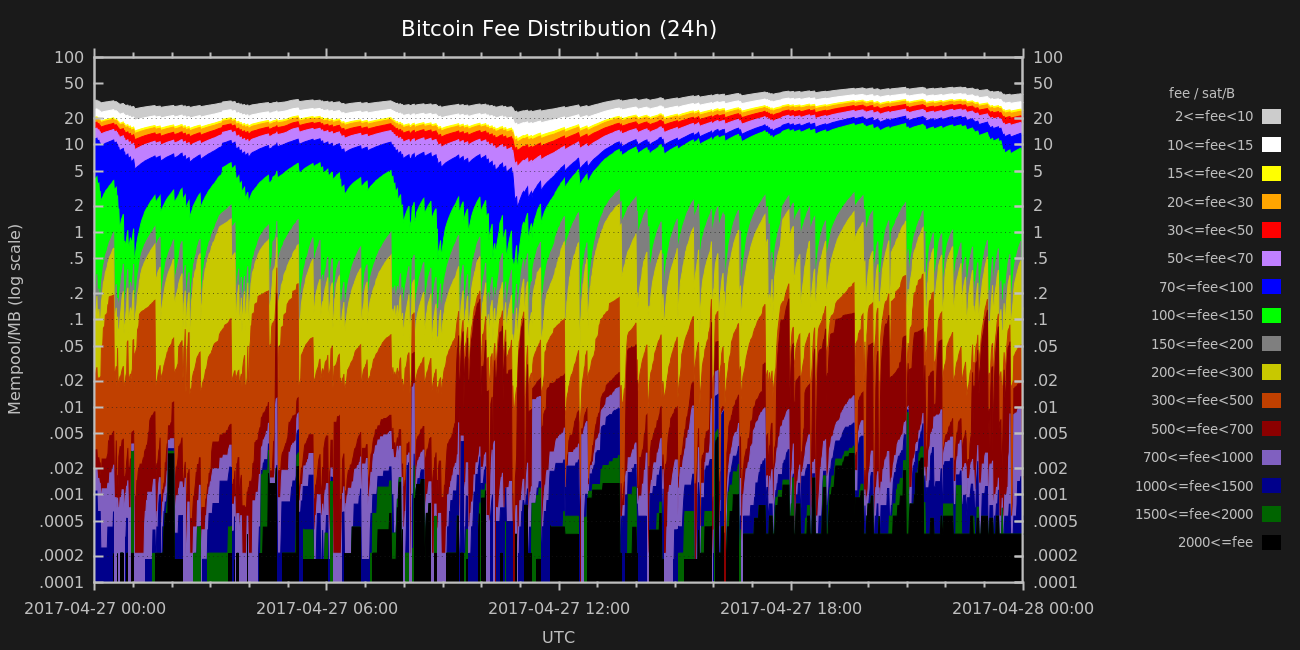 Bitcoin Fee Distribution (24h)
Mempool/MB (log scale)
100
50
20
10
5
2
1
.5
.2
.1
.05
.02
.01
.005
.002
.001
.0005
.0002
.0001
100
50
20
10
5
2
1
.5
.2
.1
.05
.02
.01
.005
.002
.001
.0005
.0002
.0001
2017-04-27 00:00
2017-04-27 06:00
2017-04-27 12:00
2017-04-27 18:00
2017-04-28 00:00
UTC
fee / sat/B
2<=fee<10
10<=fee<15
15<=fee<20
20<=fee<30
30<=fee<50
50<=fee<70
70<=fee<100
100<=fee<150
150<=fee<200
200<=fee<300
300<=fee<500
500<=fee<700
700<=fee<1000
1000<=fee<1500
1500<=fee<2000
2000<=fee